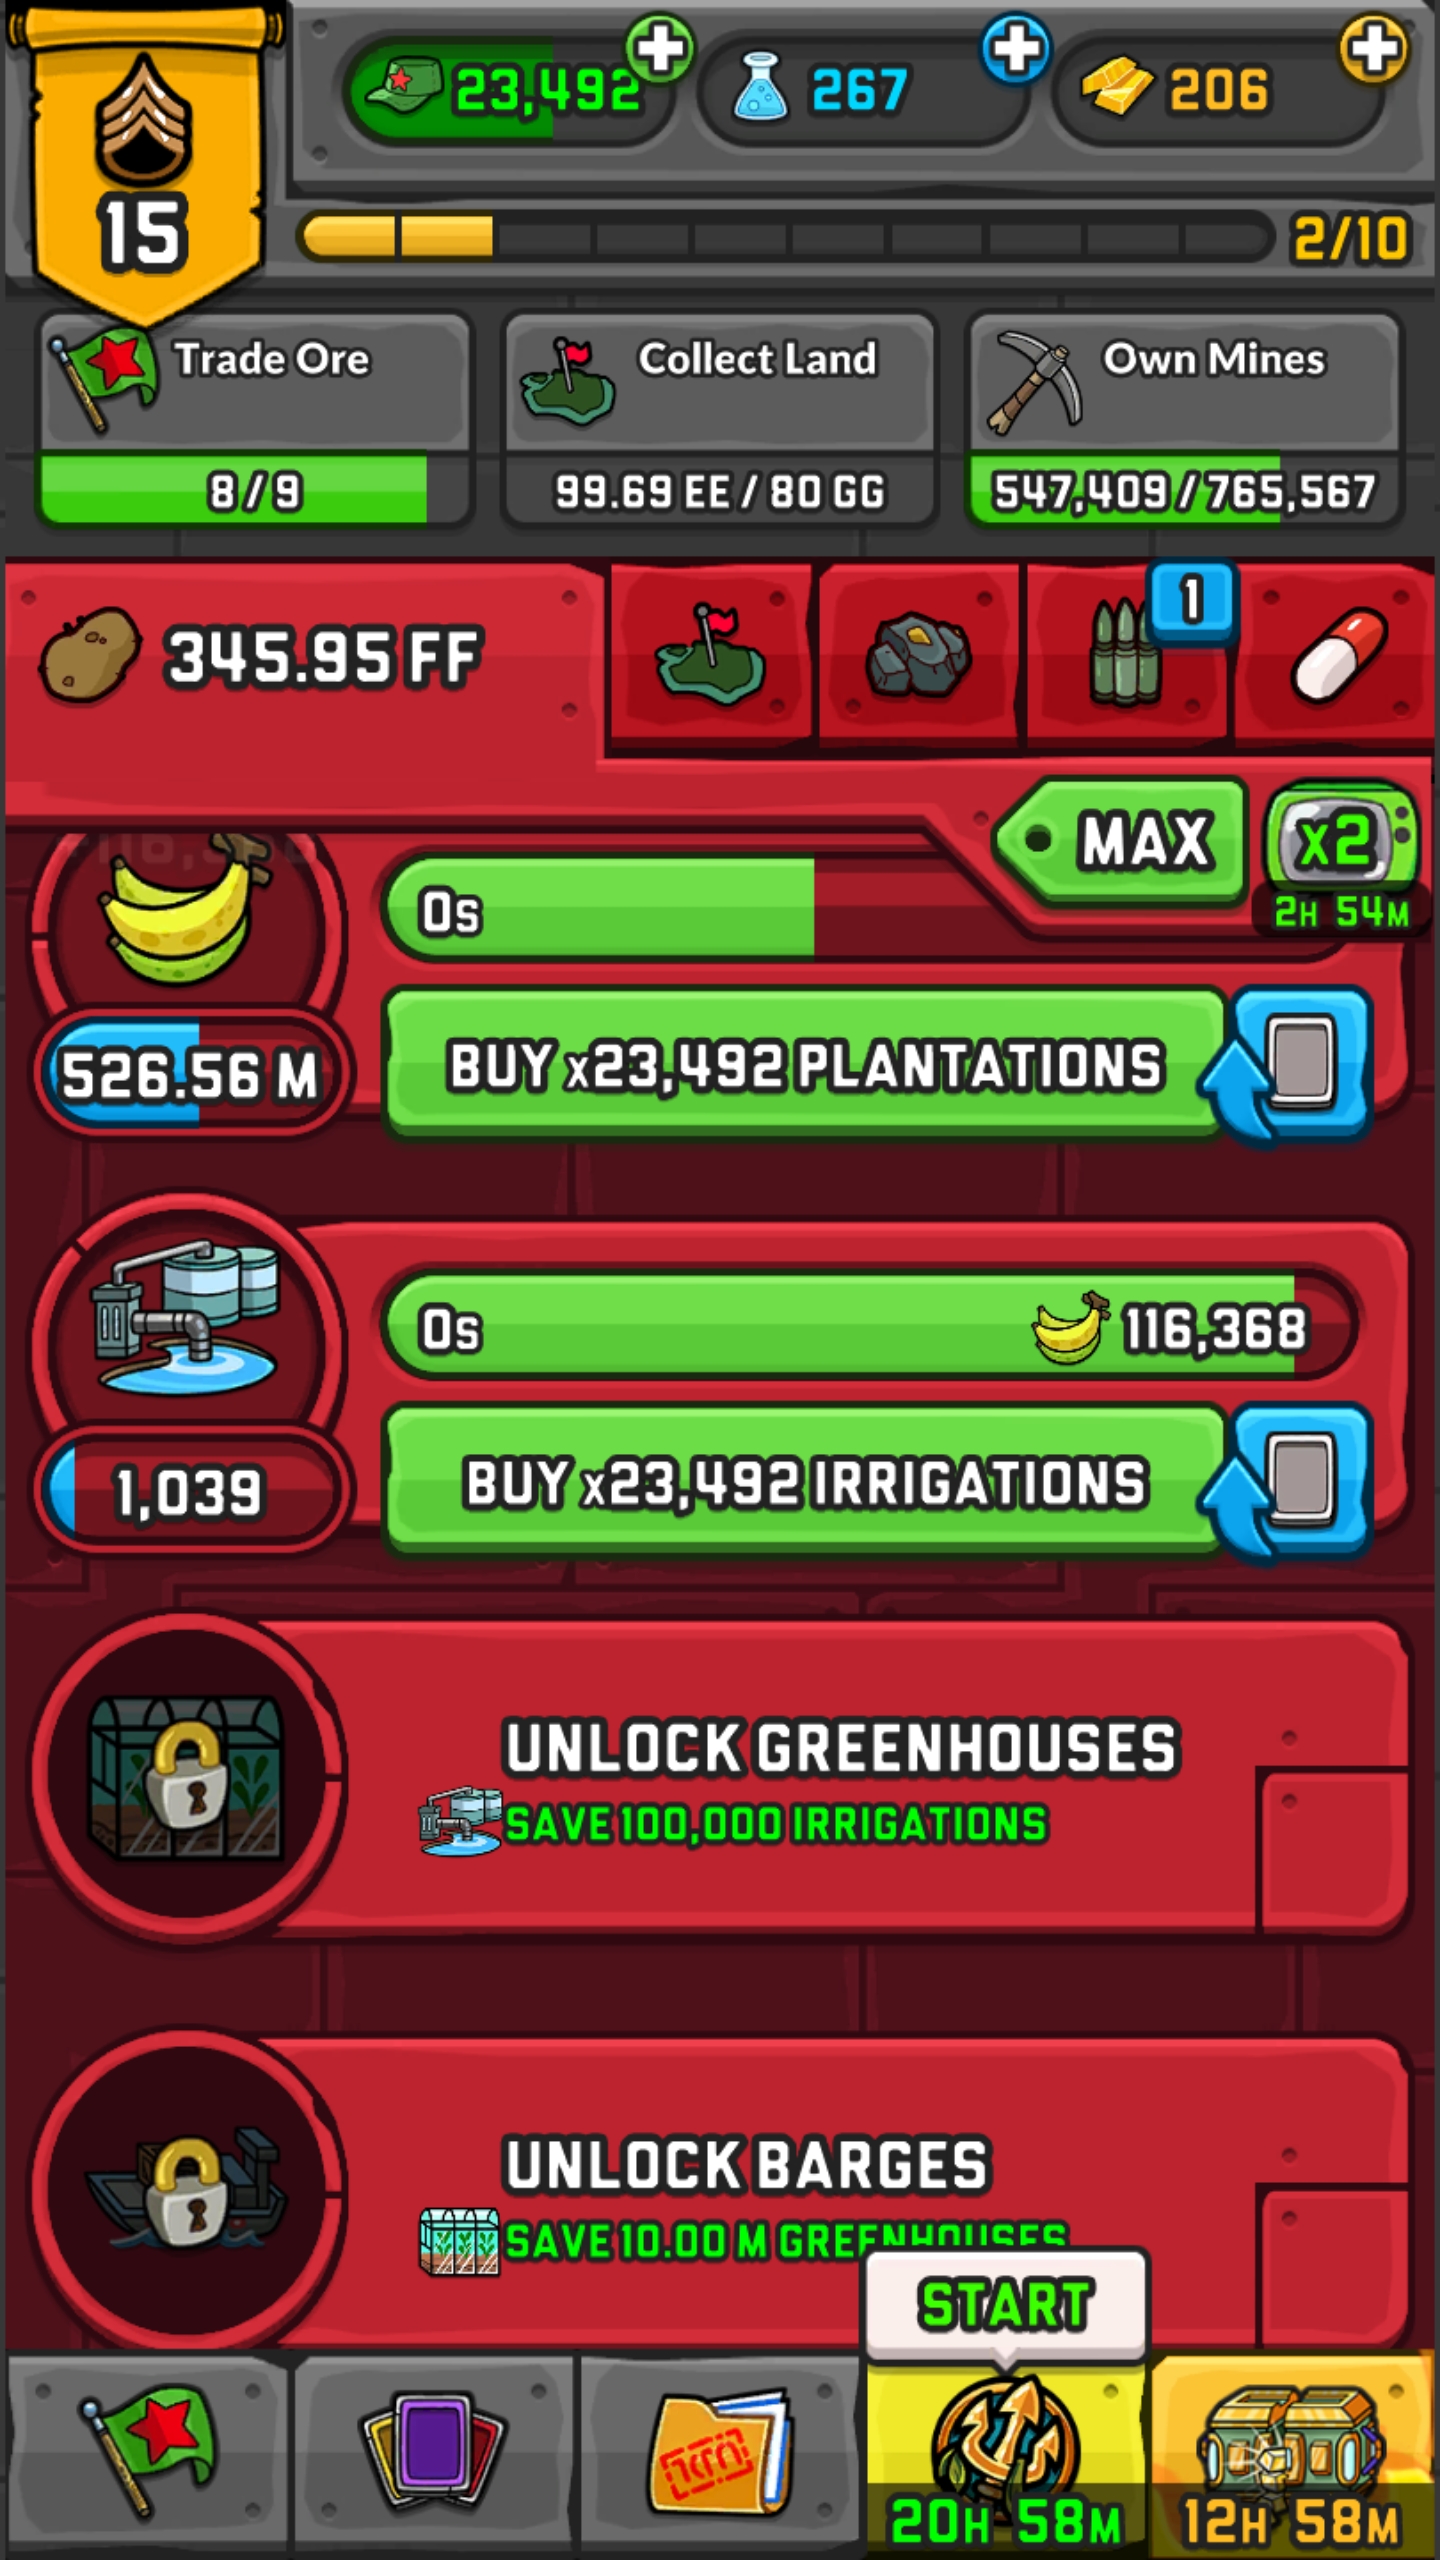 23,492
267
206
15
2/10
Trade Ore
Collect Land
Own Mines
8/9
99.69 EE / 80 GG
547,409/765,567
345.95 FF
1
MAX
x2
2H 54M
0s
526.56 M
BUY x23,492 PLANTATIONS
0s
116,368
1,039
BUY x23,492 IRRIGATIONS
UNLOCK GREENHOUSES
SAVE 100,000 IRRIGATIONS
UNLOCK BARGES
SAVE 10.00 M GREENHOUSES
START
20H 58M
12H 58M